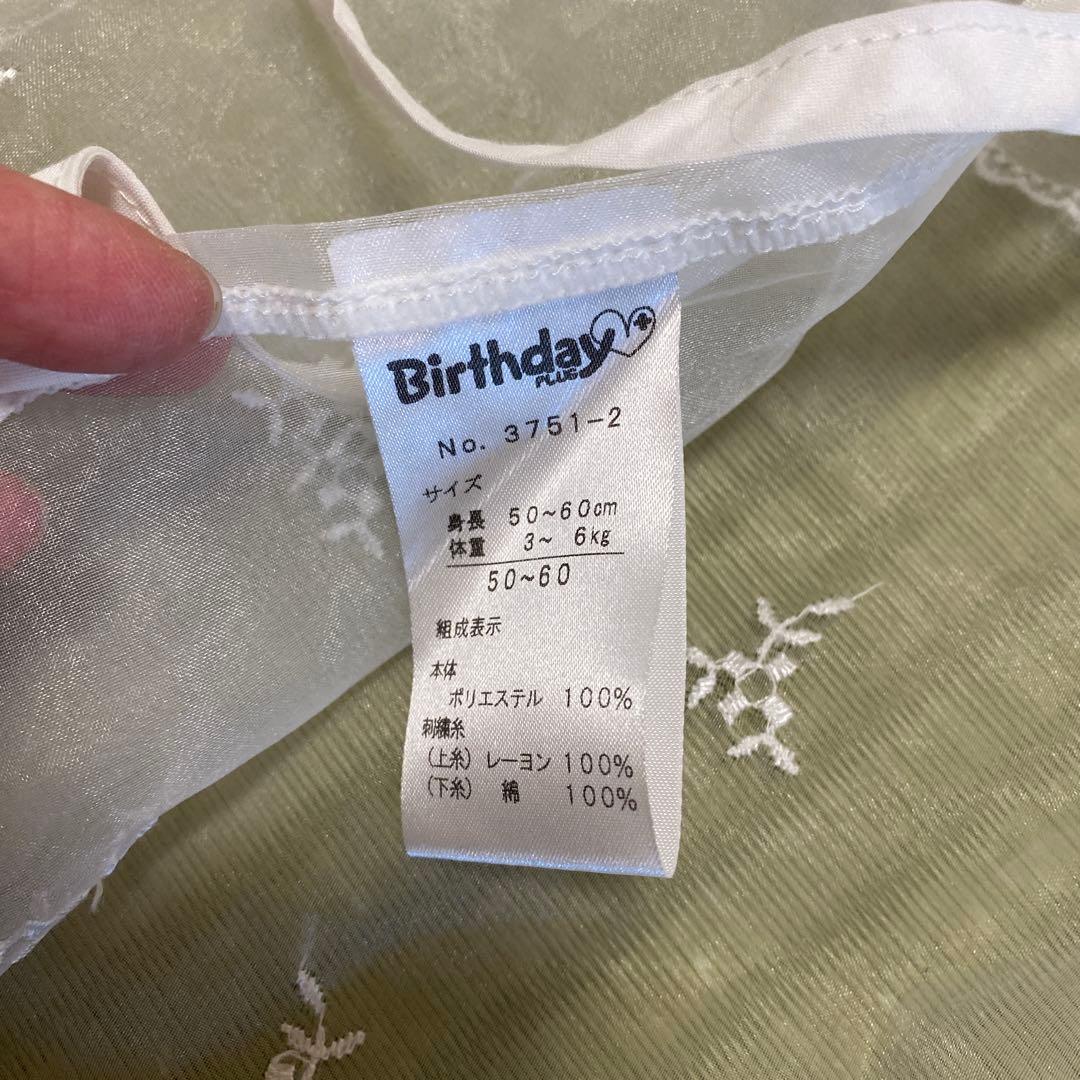 Birthday
PLUS
No. 3751-2
サイズ
身長 50~60cm
体重 3~ 6kg
50~60
組成表示
本体
ポリエステル 100%
刺繍糸
(上糸) レーヨン 100%
(下糸) 綿 100%